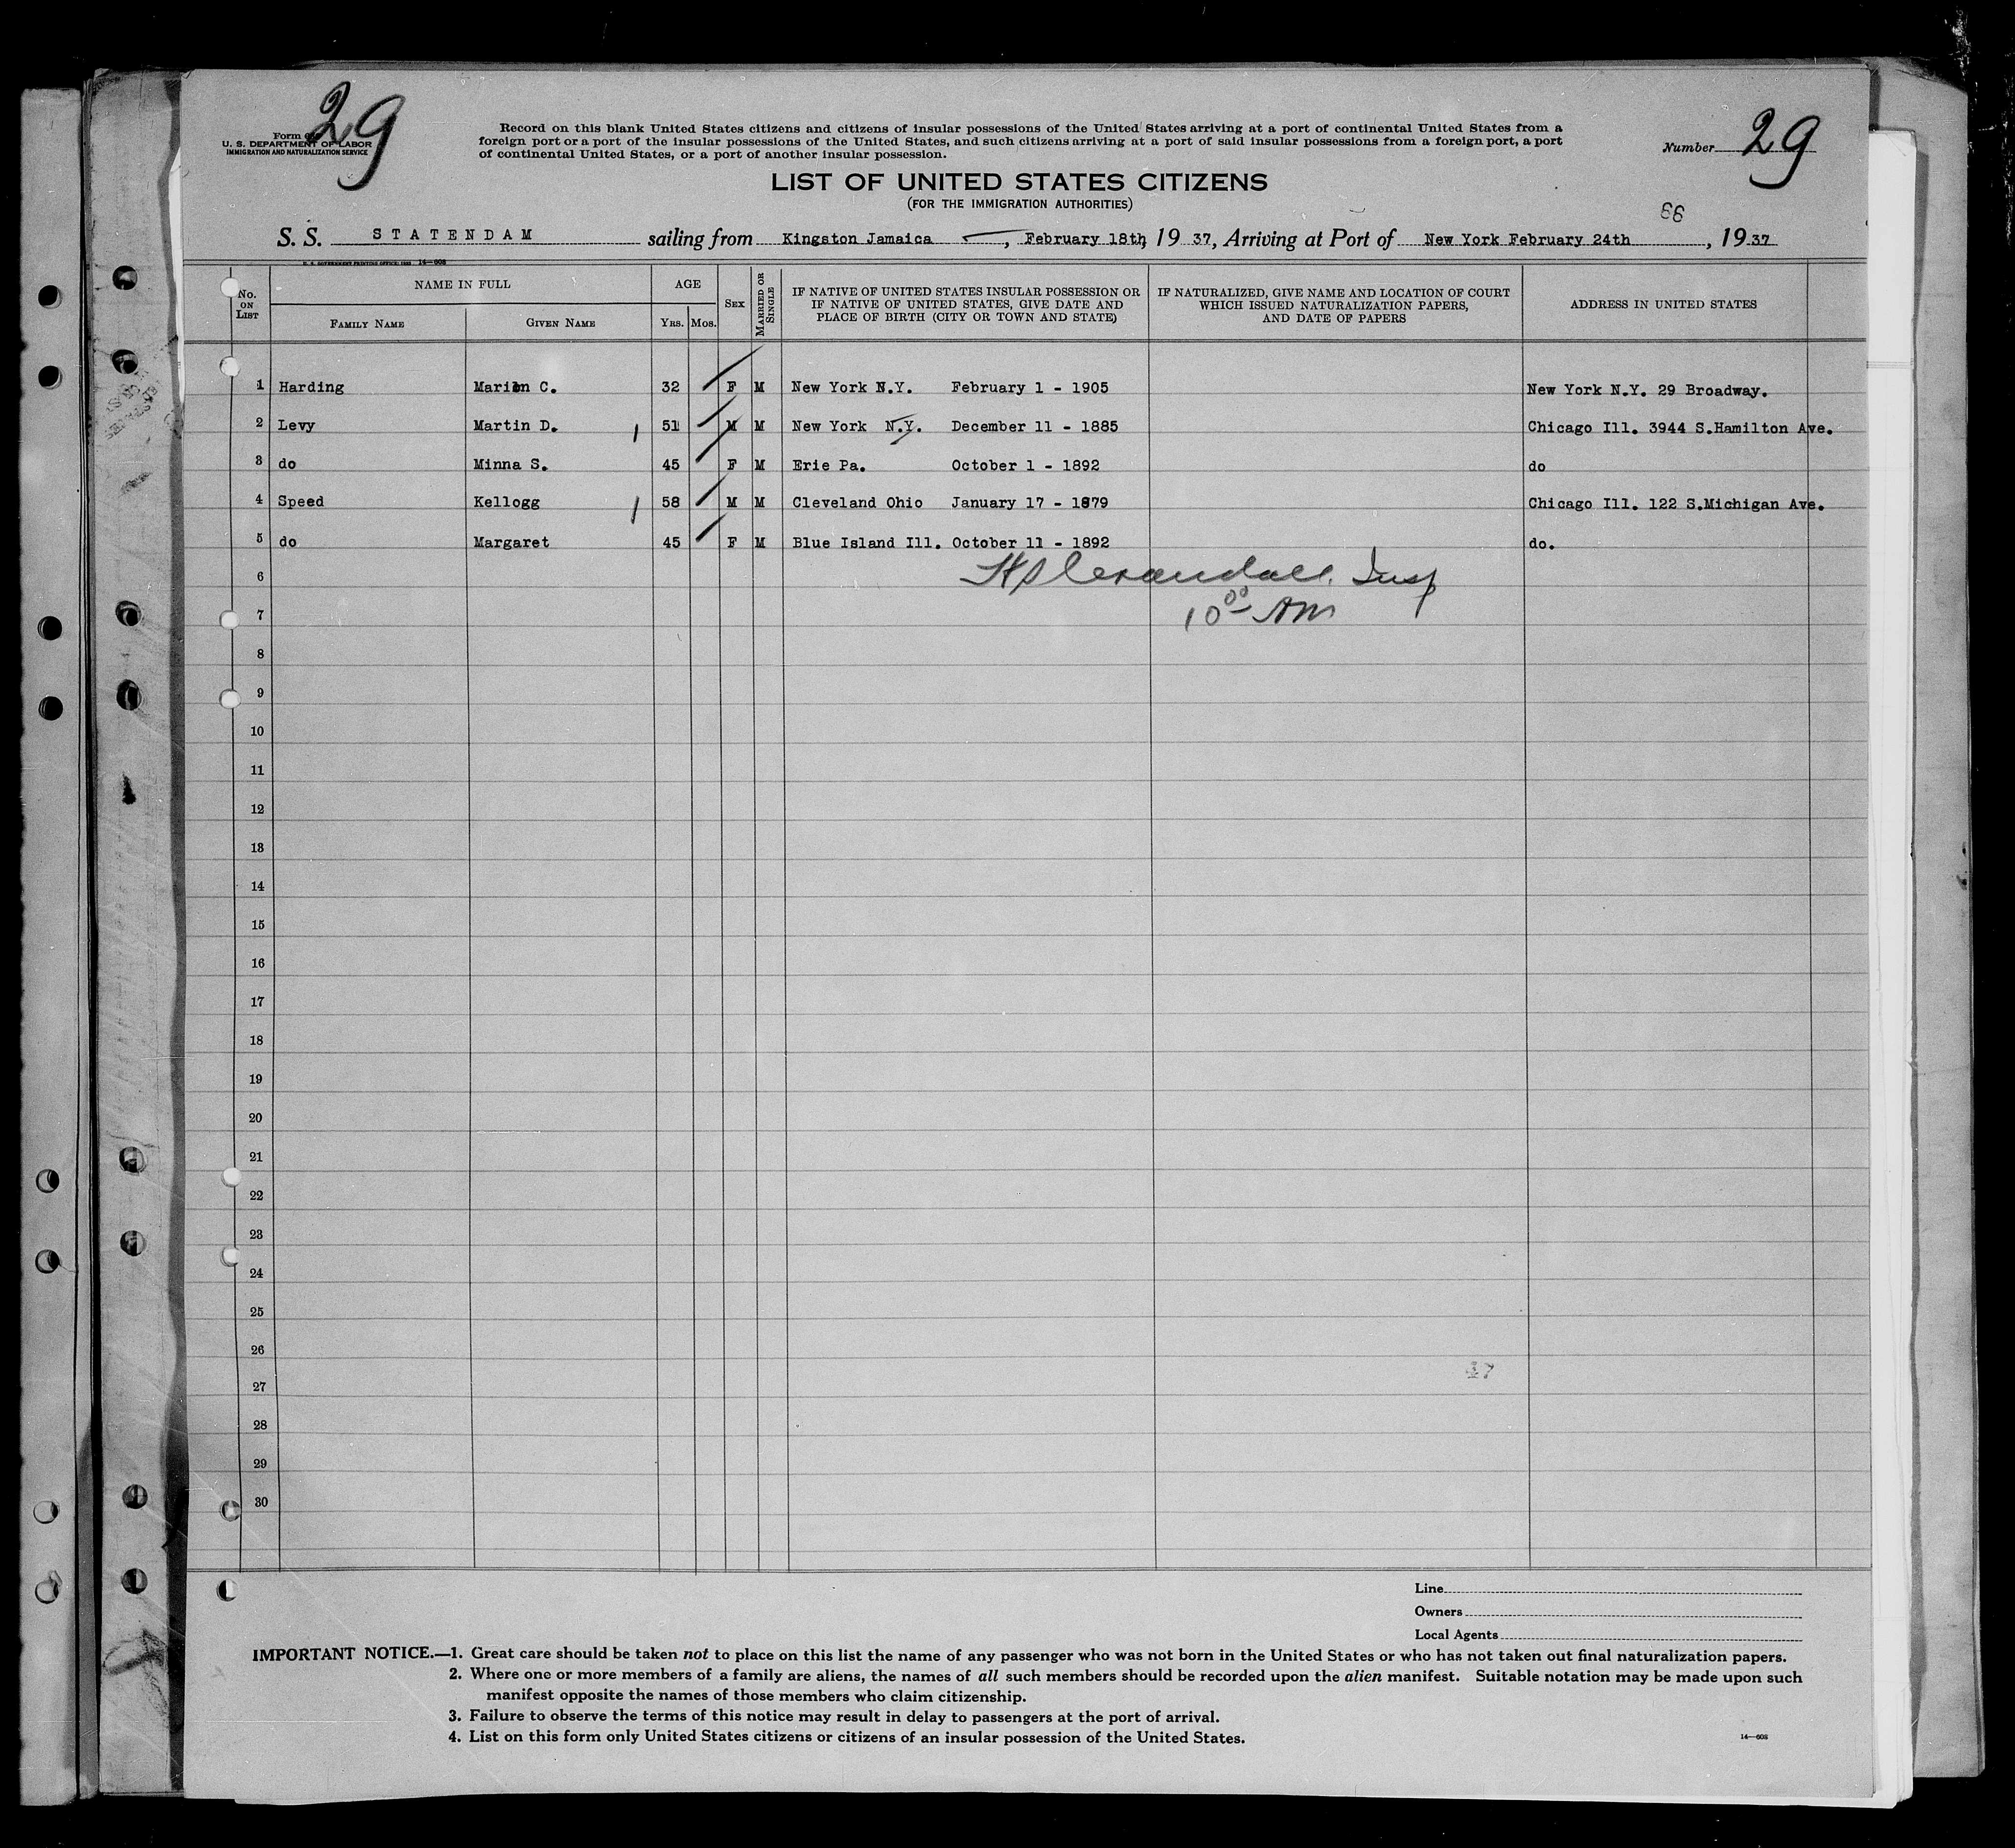 29
Form
U. S. DEPARTMENT OF LABOR
IMMIGRATION AND NATURALIZATION SERVICE
Record on this blank United States citizens and citizens of insular possessions of the United States arriving at a port of continental United States from a
foreign port or a port of the insular possessions of the United States, and such citizens arriving at a port of said insular possessions from a foreign port, a port
of continental United States, or a port of another insular possession.
Number 29
LIST OF UNITED STATES CITIZENS
(FOR THE IMMIGRATION AUTHORITIES)
66
S. S. STATENDAM sailing from Kingston Jamaica, February 18th, 19 37, Arriving at Port of New York February 24th, 19 37
U. S. GOVERNMENT PRINTING OFFICE: 14—608
No. ON LIST NAME IN FULL AGE SEX MARRIED OR SINGLE IF NATIVE OF UNITED STATES INSULAR POSSESSION OR IF NATIVE OF UNITED STATES, GIVE DATE AND PLACE OF BIRTH (CITY OR TOWN AND STATE) IF NATURALIZED, GIVE NAME AND LOCATION OF COURT WHICH ISSUED NATURALIZATION PAPERS, AND DATE OF PAPERS ADDRESS IN UNITED STATES
FAMILY NAME GIVEN NAME YRS. MOS.
1 Harding Marion C. 32 F M New York N.Y. February 1 - 1905 New York N.Y. 29 Broadway.
2 Levy Martin D. 51 M M New York N.Y. December 11 - 1885 Chicago Ill. 3944 S.Hamilton Ave.
3 do Minna S. 45 F M Erie Pa. October 1 - 1892 do
4 Speed Kellogg 58 M M Cleveland Ohio January 17 - 1879 Chicago Ill. 122 S.Michigan Ave.
5 do Margaret 45 F M Blue Island Ill. October 11 - 1892 do.
6 Insp
7 10 00 AM
8
9
10
11
12
13
14
15
16
17
18
19
20
21
22
23
24
25
26
27
28
29
30
Line
Owners
Local Agents
IMPORTANT NOTICE.—1. Great care should be taken not to place on this list the name of any passenger who was not born in the United States or who has not taken out final naturalization papers.
2. Where one or more members of a family are aliens, the names of all such members should be recorded upon the alien manifest. Suitable notation may be made upon such
manifest opposite the names of those members who claim citizenship.
3. Failure to observe the terms of this notice may result in delay to passengers at the port of arrival.
4. List on this form only United States citizens or citizens of an insular possession of the United States.
14—608